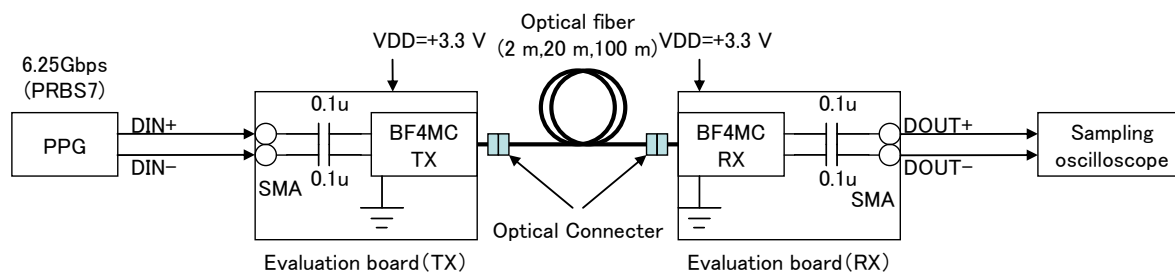 Optical fiber
(2 m,20 m,100 m)
VDD=+3.3 V
VDD=+3.3 V
6.25Gbps
(PRBS7)
PPG
DIN+
DIN-
SMA
0.1u
0.1u
BF4MC
TX
Optical Connecter
BF4MC
RX
0.1u
0.1u
SMA
DOUT+
DOUT-
Sampling
oscilloscope
Evaluation board(TX)
Evaluation board(RX)